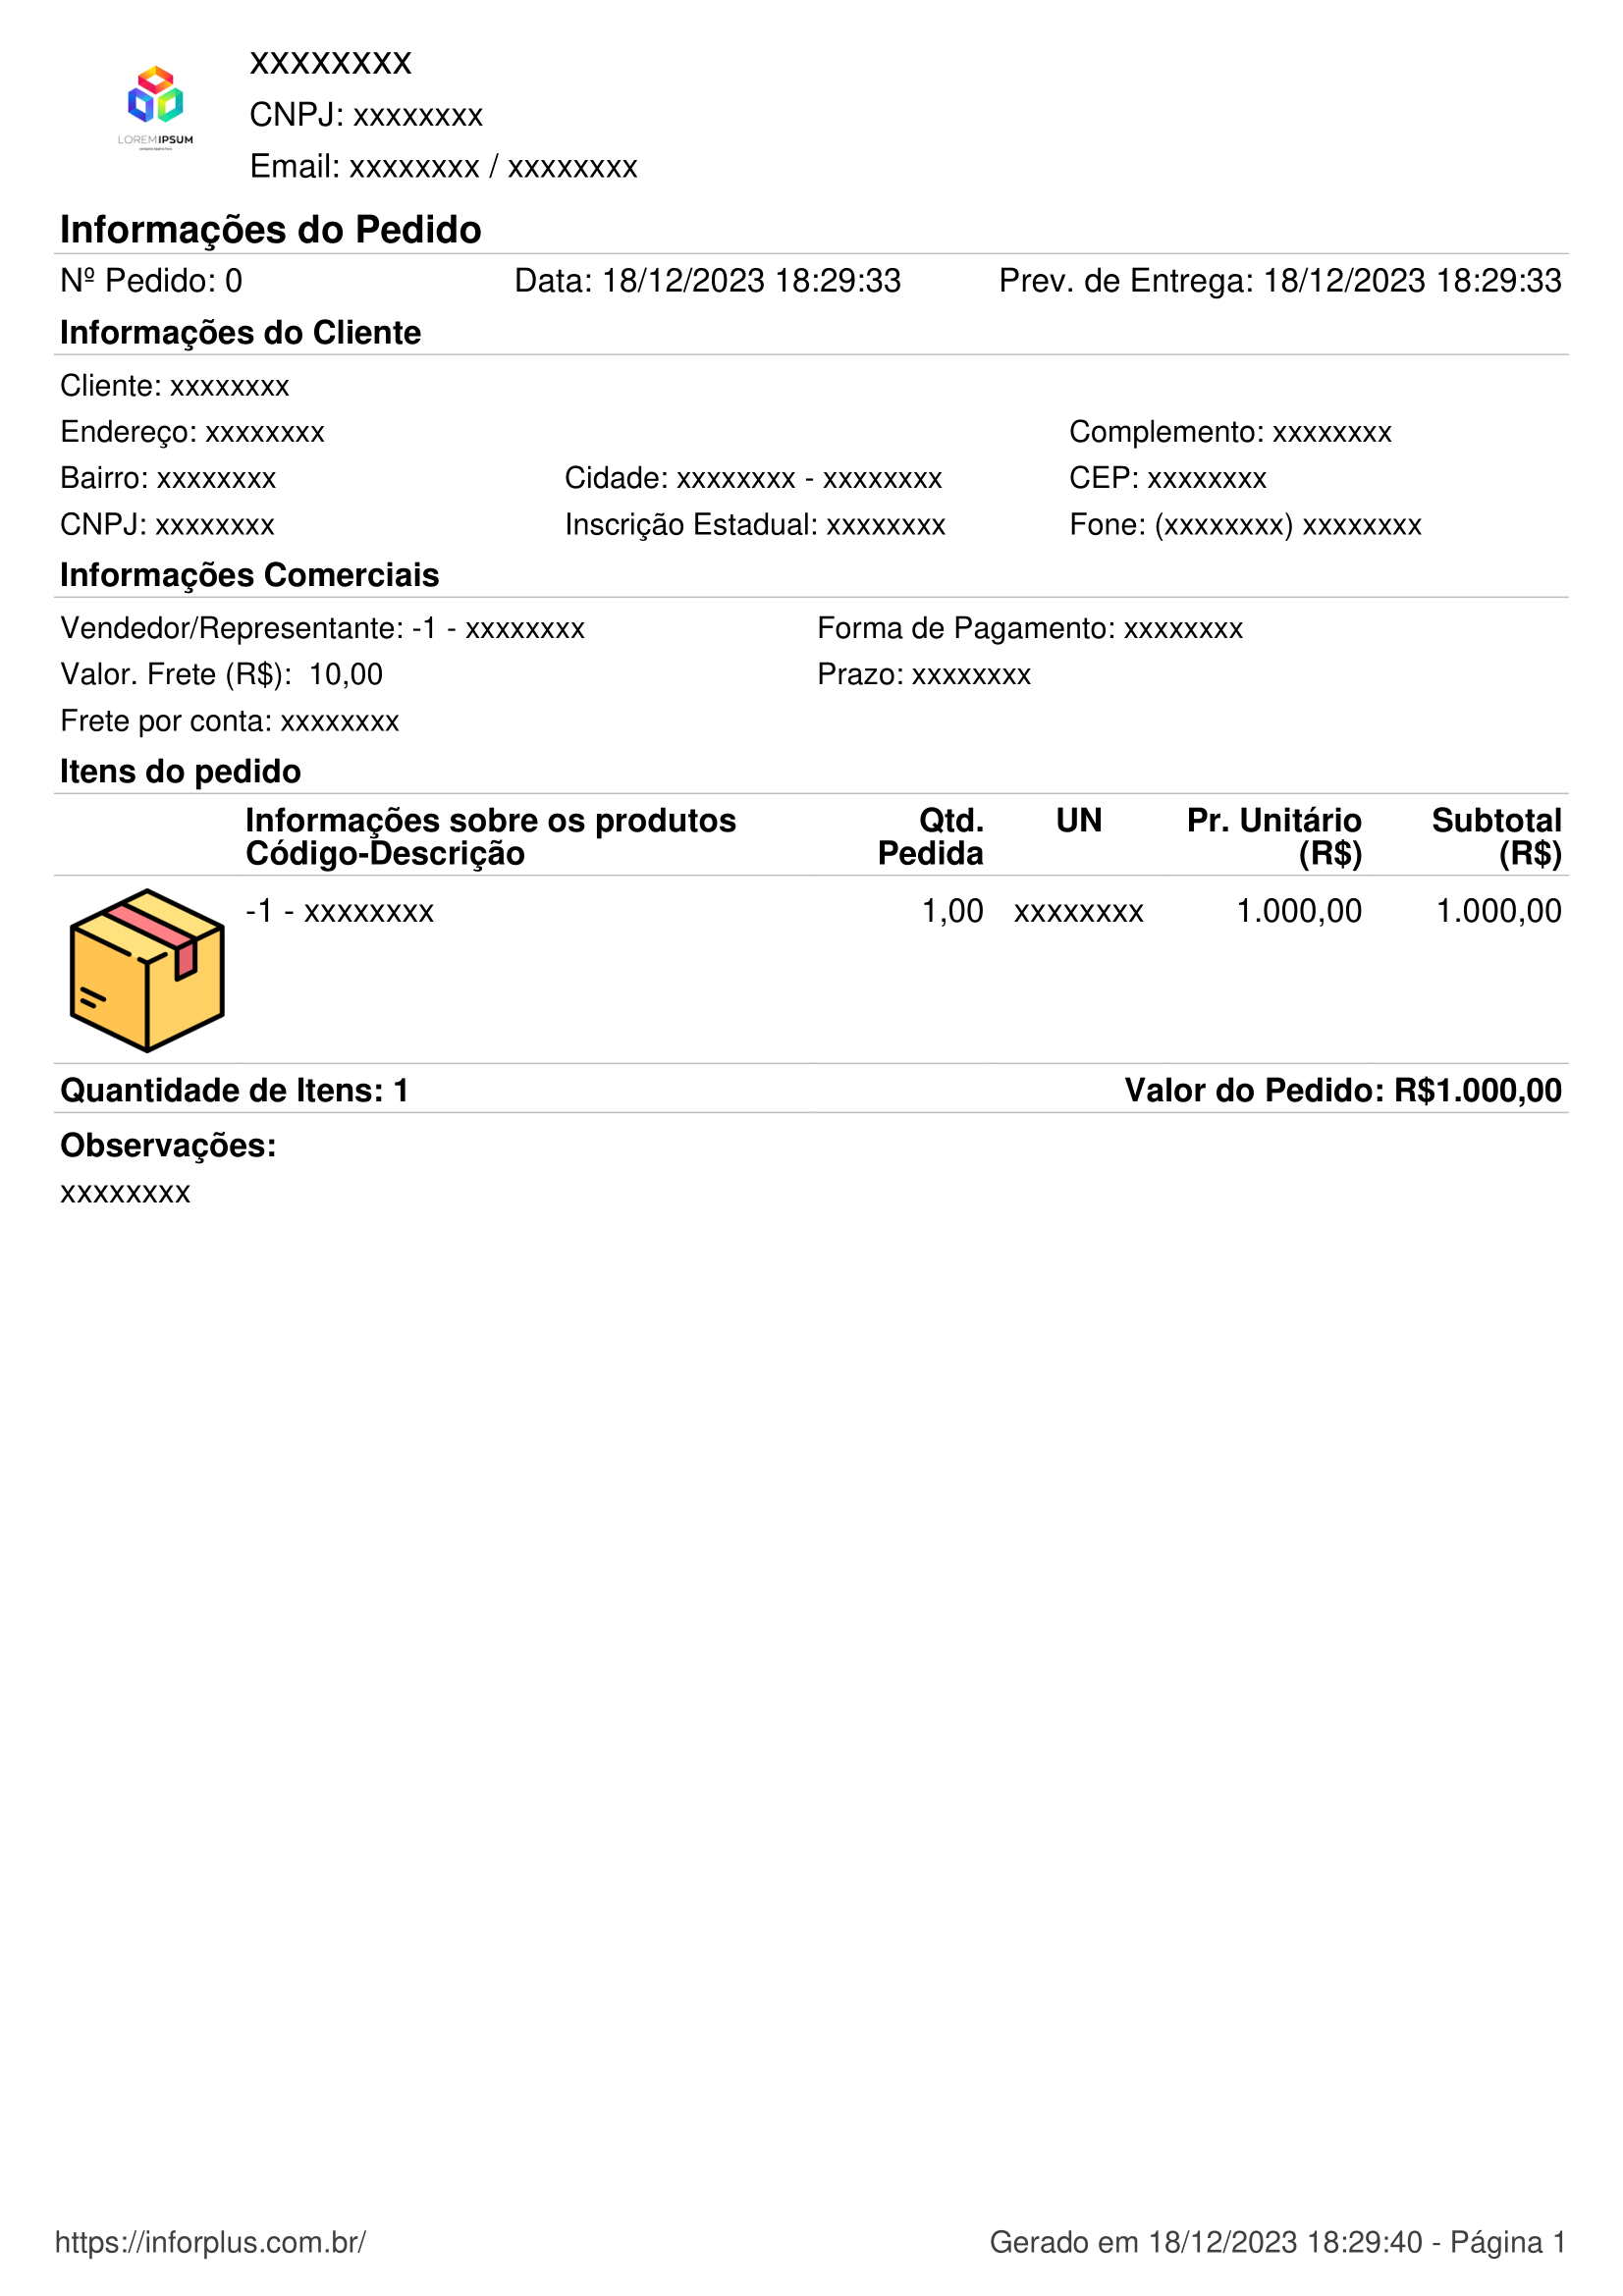 xxxxxxxx
CNPJ: xxxxxxxx
Email: xxxxxxxx / xxxxxxxx
LOREMIPSUM
Informações do Pedido
Nº Pedido: 0 Data: 18/12/2023 18:29:33 Prev. de Entrega: 18/12/2023 18:29:33
Informações do Cliente
Cliente: xxxxxxxx
Endereço: xxxxxxxx Complemento: xxxxxxxx
Bairro: xxxxxxxx Cidade: xxxxxxxx - xxxxxxxx CEP: xxxxxxxx
CNPJ: xxxxxxxx Inscrição Estadual: xxxxxxxx Fone: (xxxxxxxx) xxxxxxxx
Informações Comerciais
Vendedor/Representante: -1 - xxxxxxxx Forma de Pagamento: xxxxxxxx
Valor. Frete (R$): 10,00 Prazo: xxxxxxxx
Frete por conta: xxxxxxxx
Itens do pedido
Informações sobre os produtos Qtd. UN Pr. Unitário Subtotal
Código-Descrição Pedida (R$) (R$)
-1 - xxxxxxxx 1,00 xxxxxxxx 1.000,00 1.000,00
Quantidade de Itens: 1 Valor do Pedido: R$1.000,00
Observações:
xxxxxxxx
https://inforplus.com.br/ Gerado em 18/12/2023 18:29:40 - Página 1